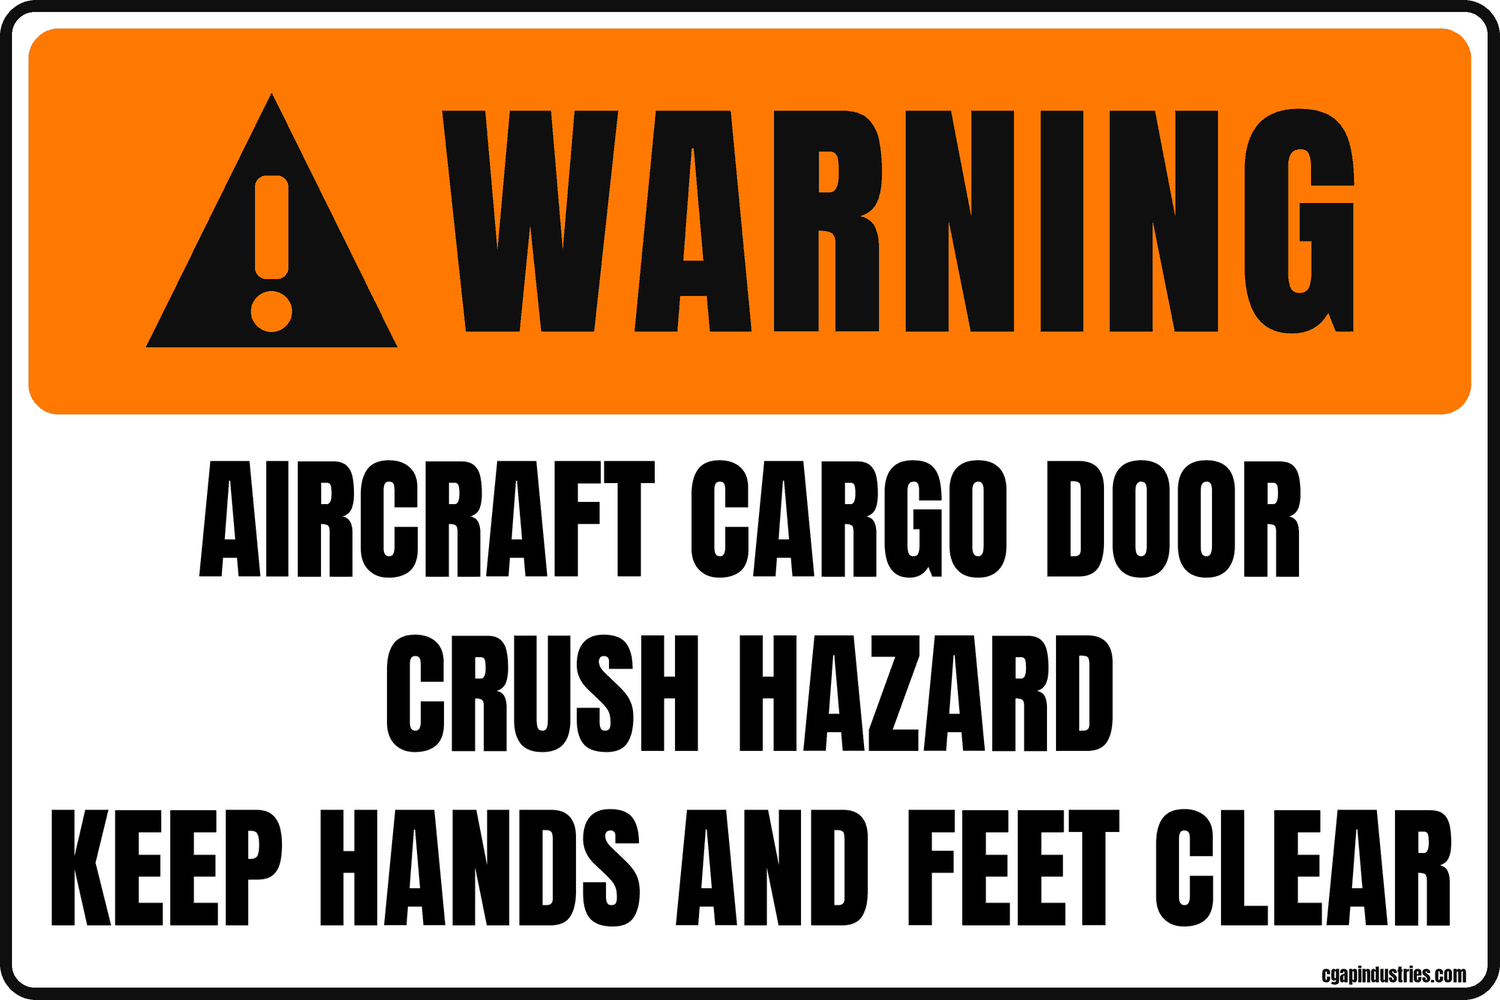 WARNING
AIRCRAFT CARGO DOOR
CRUSH HAZARD
KEEP HANDS AND FEET CLEAR
cgapindustries.com